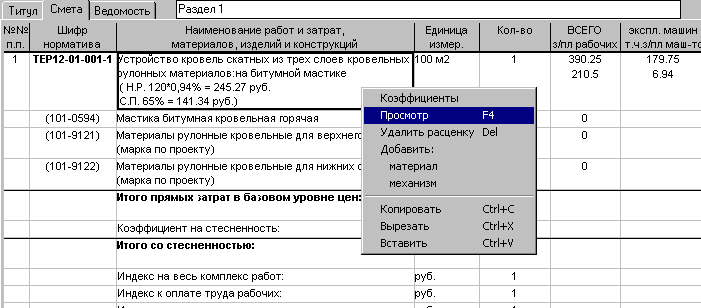 Титул Смета Ведомость Раздел 1
№№ п.п. Шифр норматива Наименование работ и затрат, материалов, изделий и конструкций Единица измер. Кол-во ВСЕГО з/пл рабочих экспл. машин т.ч.з/пл маш-то
1 ТЕР12-01-001-1 Устройство кровель скатных из трех слоев кровельных 100 м2 1 390.25 179.75
рулонных материалов:на битумной мастике 210.5 6.94
( Н.Р. 120*0,94% = 245.27 руб.
С.П. 65% = 141.34 руб.)
(101-0594) Мастика битумная кровельная горячая 0
(101-9121) Материалы рулонные кровельные для верхнего 0
(марка по проекту)
(101-9122) Материалы рулонные кровельные для нижних 0
(марка по проекту)
Итого прямых затрат в базовом уровне цен:
Коэффициент на стесненность:
Итого со стесненностью:
Индекс на весь комплекс работ: руб. 1
Индекс к оплате труда рабочих: руб. 1
Коэффициенты
Просмотр F4
Удалить расценку Del
Добавить:
материал
механизм
Копировать Ctrl+C
Вырезать Ctrl+X
Вставить Ctrl+V